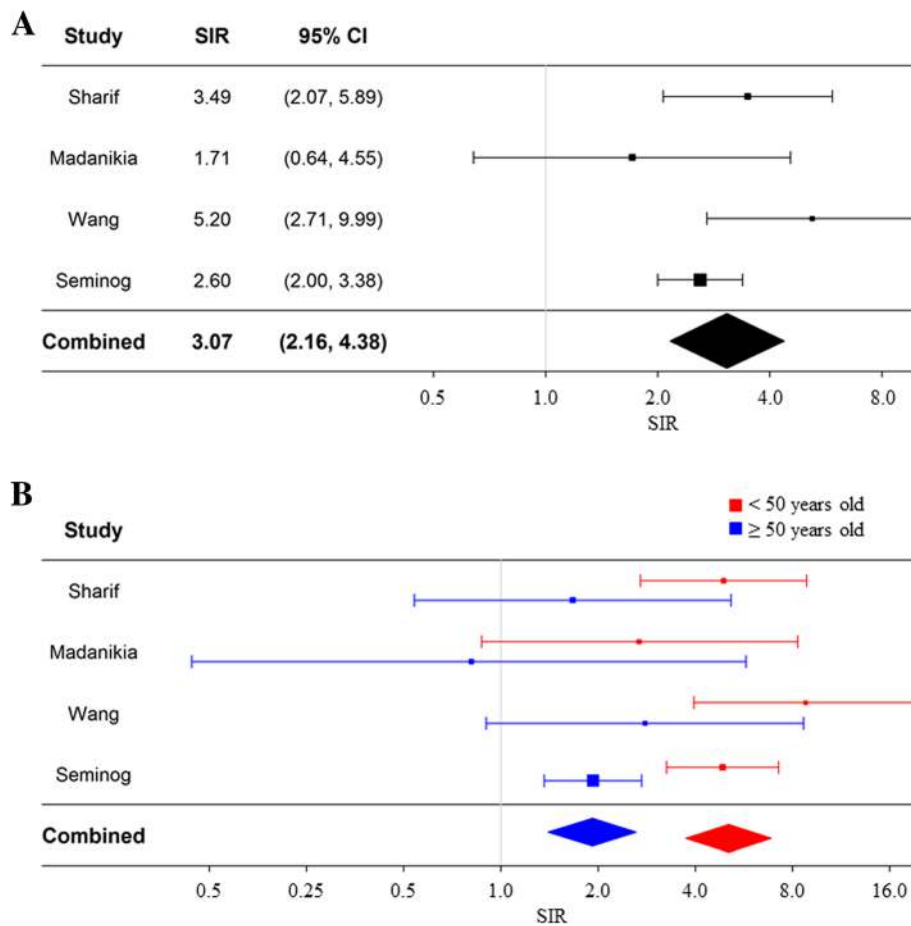 A
Study SIR 95% CI
Sharif 3.49 (2.07, 5.89)
Madanikia 1.71 (0.64, 4.55)
Wang 5.20 (2.71, 9.99)
Seminog 2.60 (2.00, 3.38)
Combined 3.07 (2.16, 4.38)
0.5 1.0 2.0 4.0 8.0
SIR
B
< 50 years old
≥ 50 years old
Study
Sharif
Madanikia
Wang
Seminog
Combined
0.5 0.25 0.5 1.0 2.0 4.0 8.0 16.0
SIR